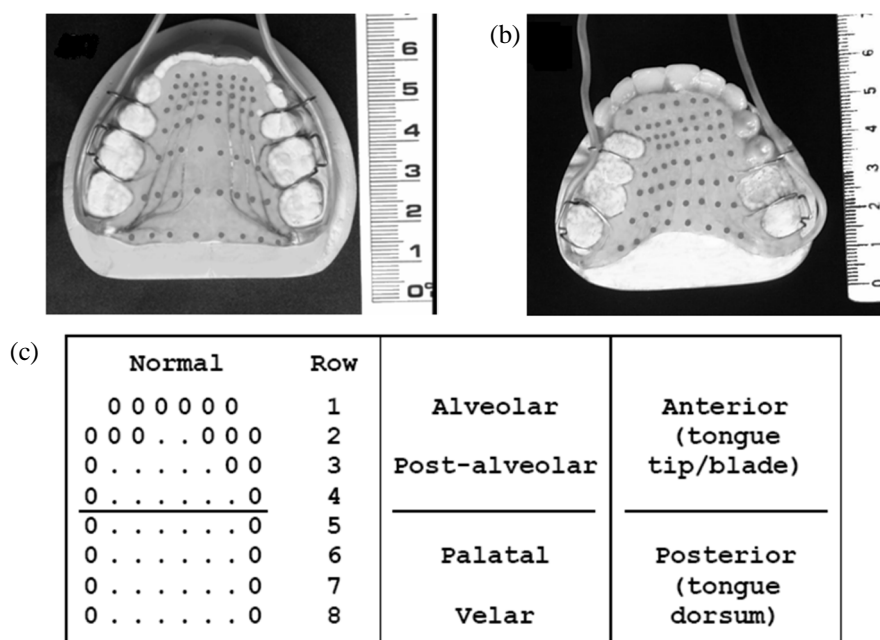 6
5
4
3
2
1
0
(b)
7
6
5
4
3
2
1
0
(c)
Normal Row
0 0 0 0 0 0 1 Alveolar Anterior
0 0 0 . . 0 0 0 2 (tongue
0 . . . . . 0 0 3 Post-alveolar tip/blade)
0 . . . . . . 0 4
0 . . . . . . 0 5
0 . . . . . . 0 6 Palatal Posterior
0 . . . . . . 0 7 (tongue
0 . . . . . . 0 8 Velar dorsum)